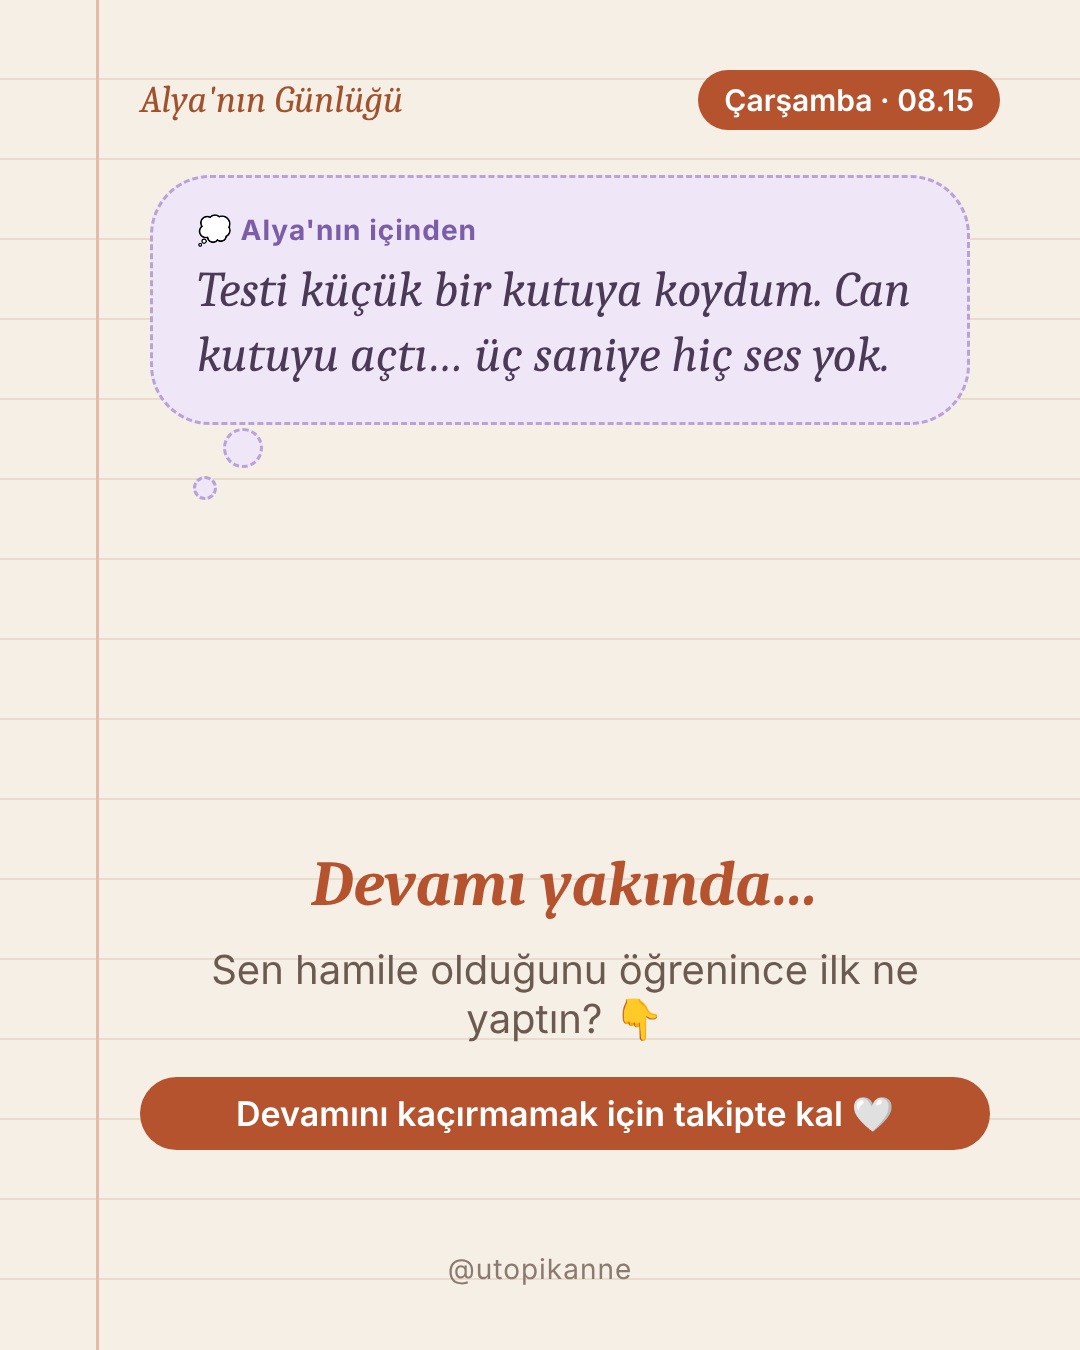 Alya'nın Günlüğü
Çarşamba · 08.15
💭 Alya'nın içinden
Testi küçük bir kutuya koydum. Can
kutuyu açtı... üç saniye hiç ses yok.
Devamı yakında...
Sen hamile olduğunu öğrenince ilk ne
yaptın? 👇
Devamını kaçırmamak için takipte kal 🤍
@utopikanne